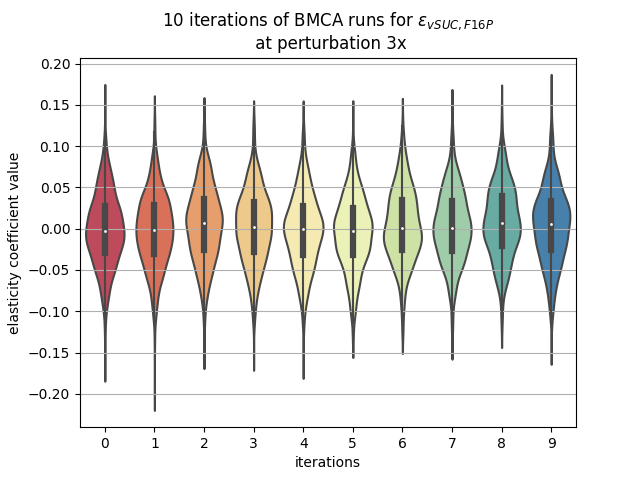 10 iterations of BMCA runs for ε_{vSUC, F16P}
at perturbation 3x
elasticity coefficient value
0.20
0.15
0.10
0.05
0.00
−0.05
−0.10
−0.15
−0.20
0 1 2 3 4 5 6 7 8 9
iterations